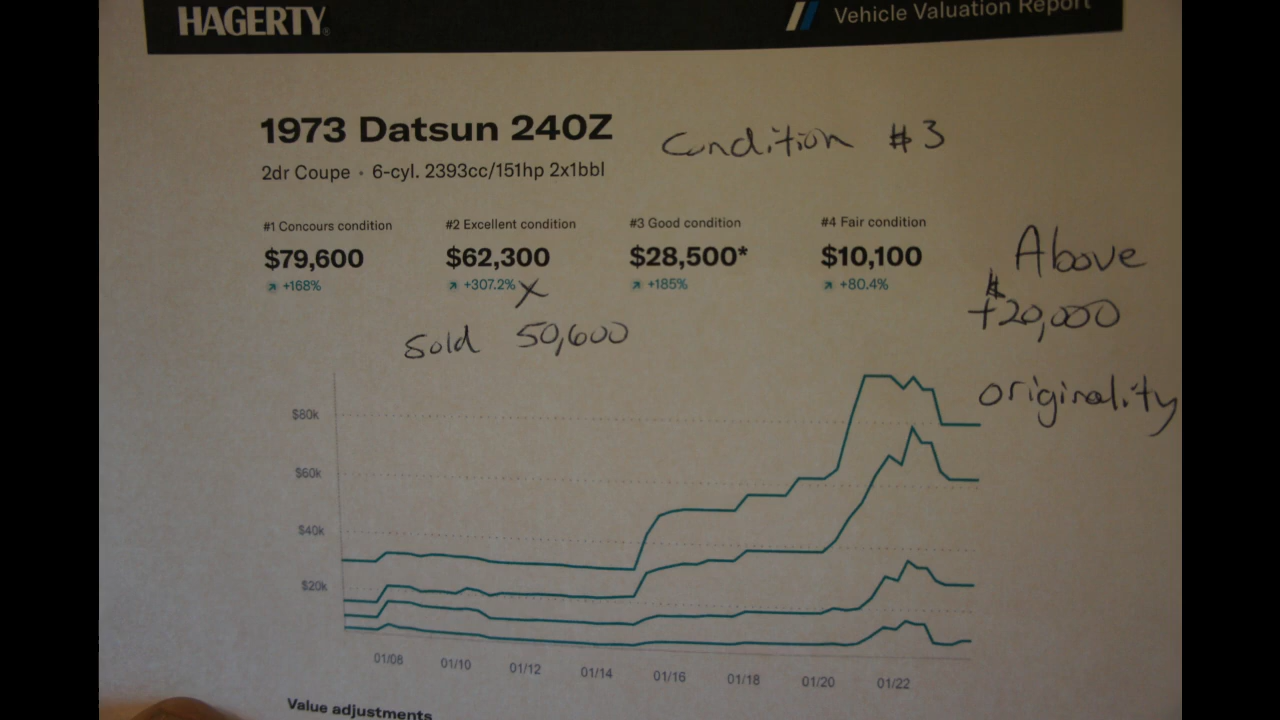 HAGERTY®
Vehicle Valuation Report
1973 Datsun 240Z
Condition #3
2dr Coupe • 6-cyl. 2393cc/151hp 2x1bbl
#1 Concours condition
$79,600
+168%
#2 Excellent condition
$62,300
+307.2% X
#3 Good condition
$28,500*
+185%
#4 Fair condition
$10,100
+80.4%
Above
$
+20,000
originality
Sold 50,600
$80k
$60k
$40k
$20k
01/08 01/10 01/12 01/14 01/16 01/18 01/20 01/22
Value adjustments